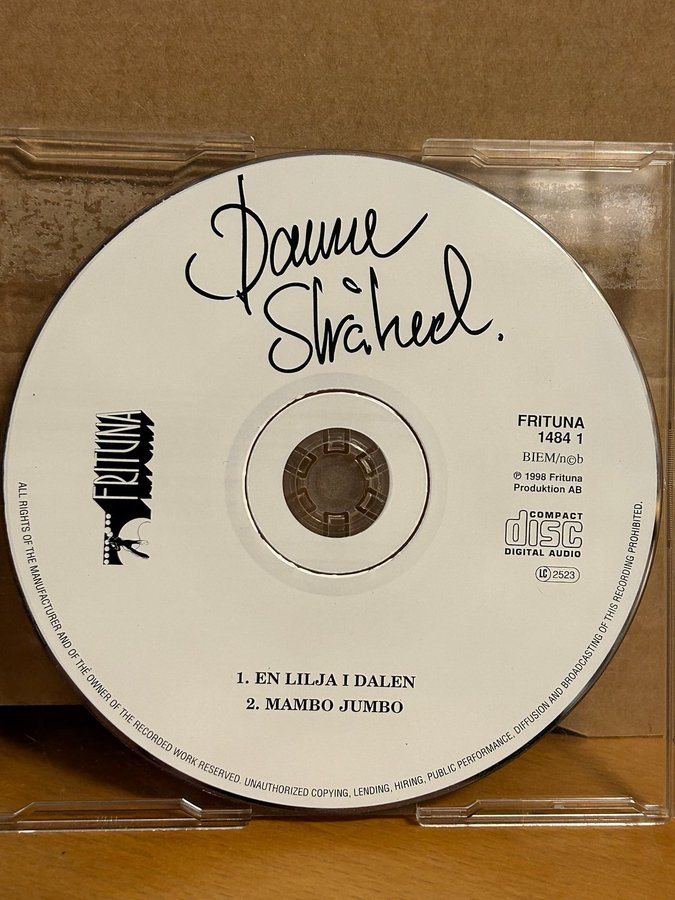 Danne
Stråhed.
FRITUNA
FRITUNA
1484 1
BIEM/n©b
℗ 1998 Frituna
Produktion AB
COMPACT
disc
DIGITAL AUDIO
LC 2523
1. EN LILJA I DALEN
2. MAMBO JUMBO
ALL RIGHTS OF THE MANUFACTURER AND OF THE OWNER OF THE RECORDED WORK RESERVED. UNAUTHORIZED COPYING, LENDING, HIRING, PUBLIC PERFORMANCE, DIFFUSION AND BROADCASTING OF THIS RECORDING PROHIBITED.